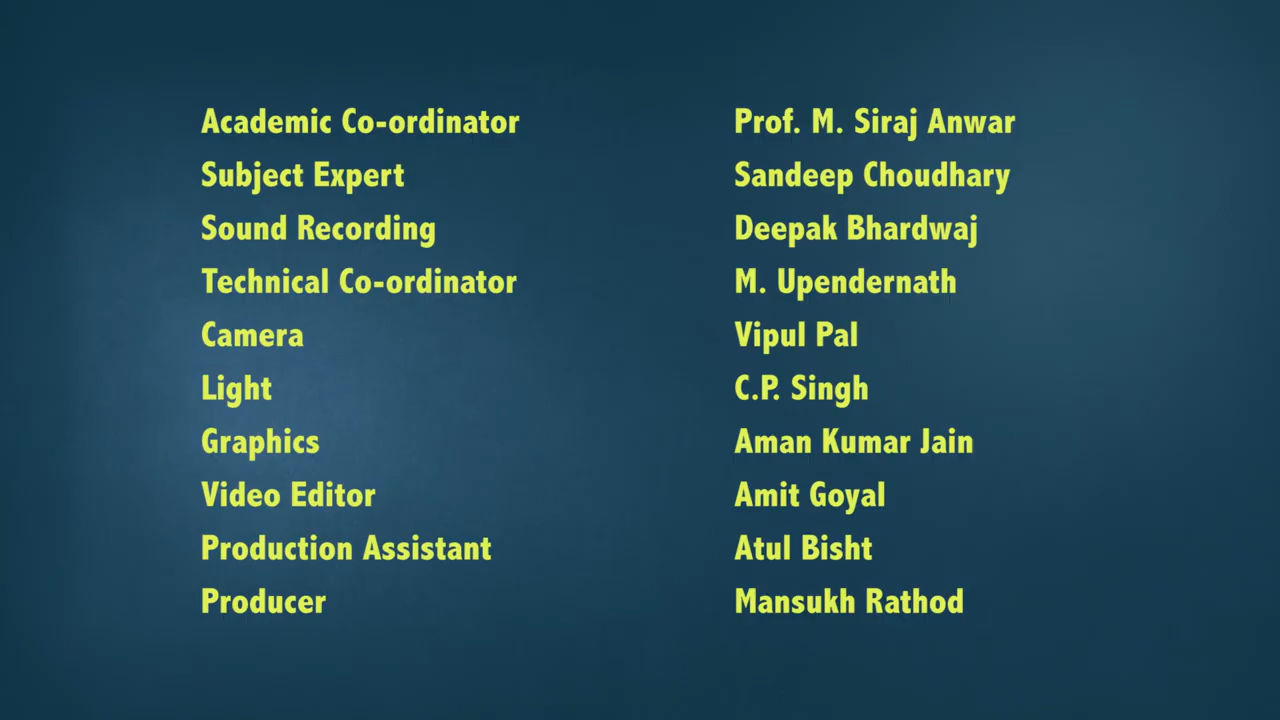 Academic Co-ordinator Prof. M. Siraj Anwar
Subject Expert Sandeep Choudhary
Sound Recording Deepak Bhardwaj
Technical Co-ordinator M. Upendernath
Camera Vipul Pal
Light C.P. Singh
Graphics Aman Kumar Jain
Video Editor Amit Goyal
Production Assistant Atul Bisht
Producer Mansukh Rathod